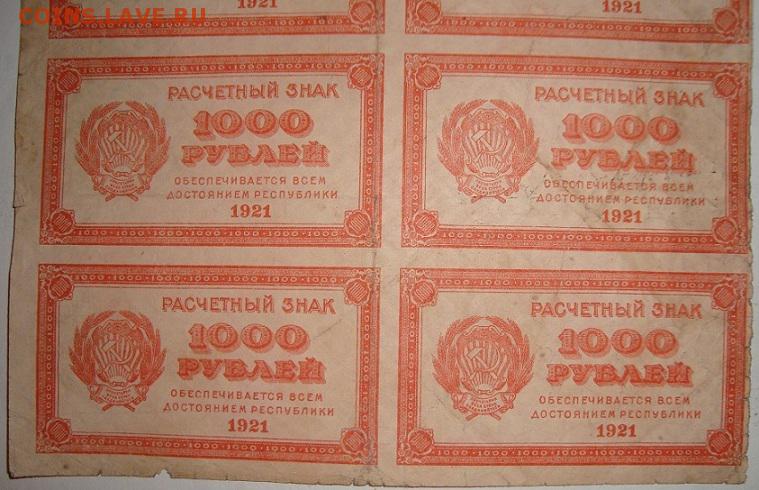 COINS.LAVE.RU
1921
1921
РАСЧЕТНЫЙ ЗНАК
1000
РУБЛЕЙ
ОБЕСПЕЧИВАЕТСЯ ВСЕМ
ДОСТОЯНИЕМ РЕСПУБЛИКИ
1921
РАСЧЕТНЫЙ ЗНАК
1000
РУБЛЕЙ
ОБЕСПЕЧИВАЕТСЯ ВСЕМ
ДОСТОЯНИЕМ РЕСПУБЛИКИ
1921
РАСЧЕТНЫЙ ЗНАК
1000
РУБЛЕЙ
ОБЕСПЕЧИВАЕТСЯ ВСЕМ
ДОСТОЯНИЕМ РЕСПУБЛИКИ
1921
РАСЧЕТНЫЙ ЗНАК
1000
РУБЛЕЙ
ОБЕСПЕЧИВАЕТСЯ ВСЕМ
ДОСТОЯНИЕМ РЕСПУБЛИКИ
1921